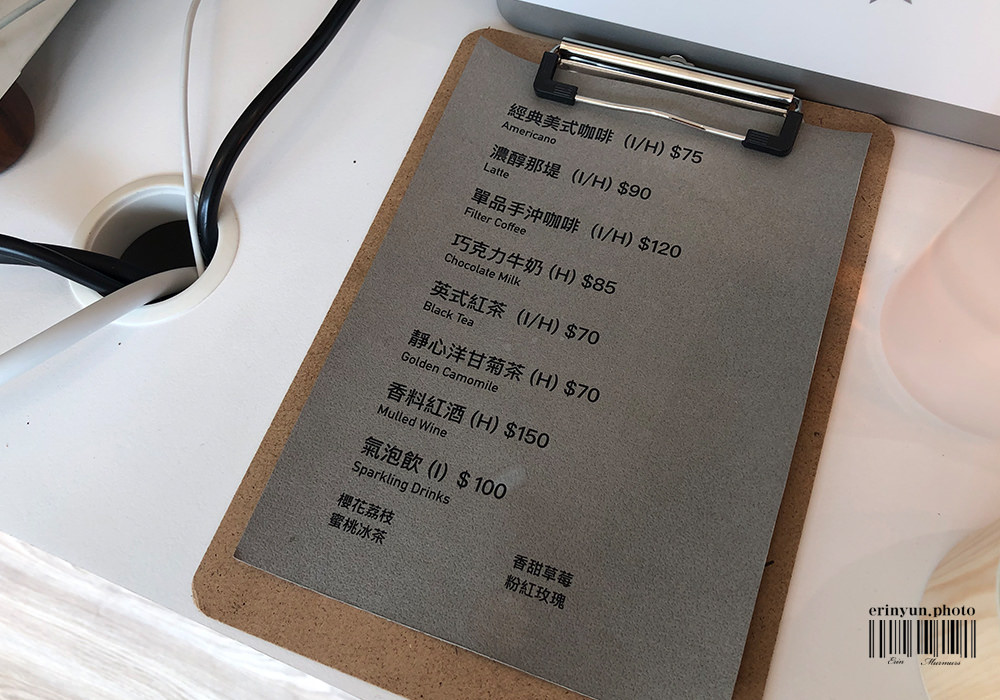 經典美式咖啡 (I/H) $75
Americano
濃醇那堤 (I/H) $90
Latte
單品手沖咖啡 (I/H) $120
Filter Coffee
巧克力牛奶 (H) $85
Chocolate Milk
英式紅茶 (I/H) $70
Black Tea
靜心洋甘菊茶 (H) $70
Golden Camomile
香料紅酒 (H) $150
Mulled Wine
氣泡飲 (I) $100
Sparkling Drinks
櫻花荔枝
蜜桃冰茶
香甜草莓
粉紅玫瑰
erinyun.photo
Erin